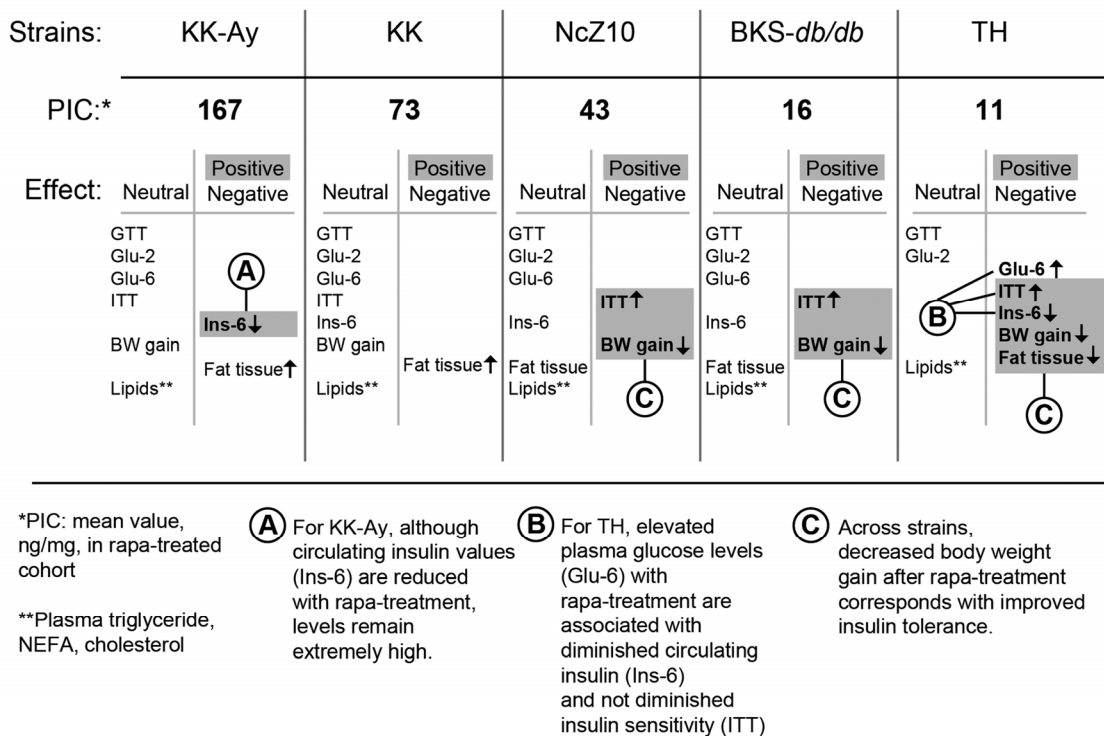 Strains: KK-Ay KK NcZ10 BKS-db/db TH
PIC:* 167 73 43 16 11
Effect: Neutral Positive Negative Neutral Positive Negative Neutral Positive Negative Neutral Positive Negative Neutral Positive Negative
GTT
Glu-2
Glu-6
ITT
BW gain
Lipids**
A
Ins-6↓
Fat tissue↑
GTT
Glu-2
Glu-6
ITT
Ins-6
BW gain
Lipids**
Fat tissue↑
GTT
Glu-2
Glu-6
Ins-6
Fat tissue
Lipids**
ITT↑
BW gain↓
C
GTT
Glu-2
Glu-6
Ins-6
Fat tissue
Lipids**
ITT↑
BW gain↓
C
GTT
Glu-2
Lipids**
B
Glu-6↑
ITT↑
Ins-6↓
BW gain↓
Fat tissue↓
C
*PIC: mean value,
ng/mg, in rapa-treated
cohort
**Plasma triglyceride,
NEFA, cholesterol
A
For KK-Ay, although
circulating insulin values
(Ins-6) are reduced
with rapa-treatment,
levels remain
extremely high.
B
For TH, elevated
plasma glucose levels
(Glu-6) with
rapa-treatment are
associated with
diminished circulating
insulin (Ins-6)
and not diminished
insulin sensitivity (ITT)
C
Across strains,
decreased body weight
gain after rapa-treatment
corresponds with improved
insulin tolerance.